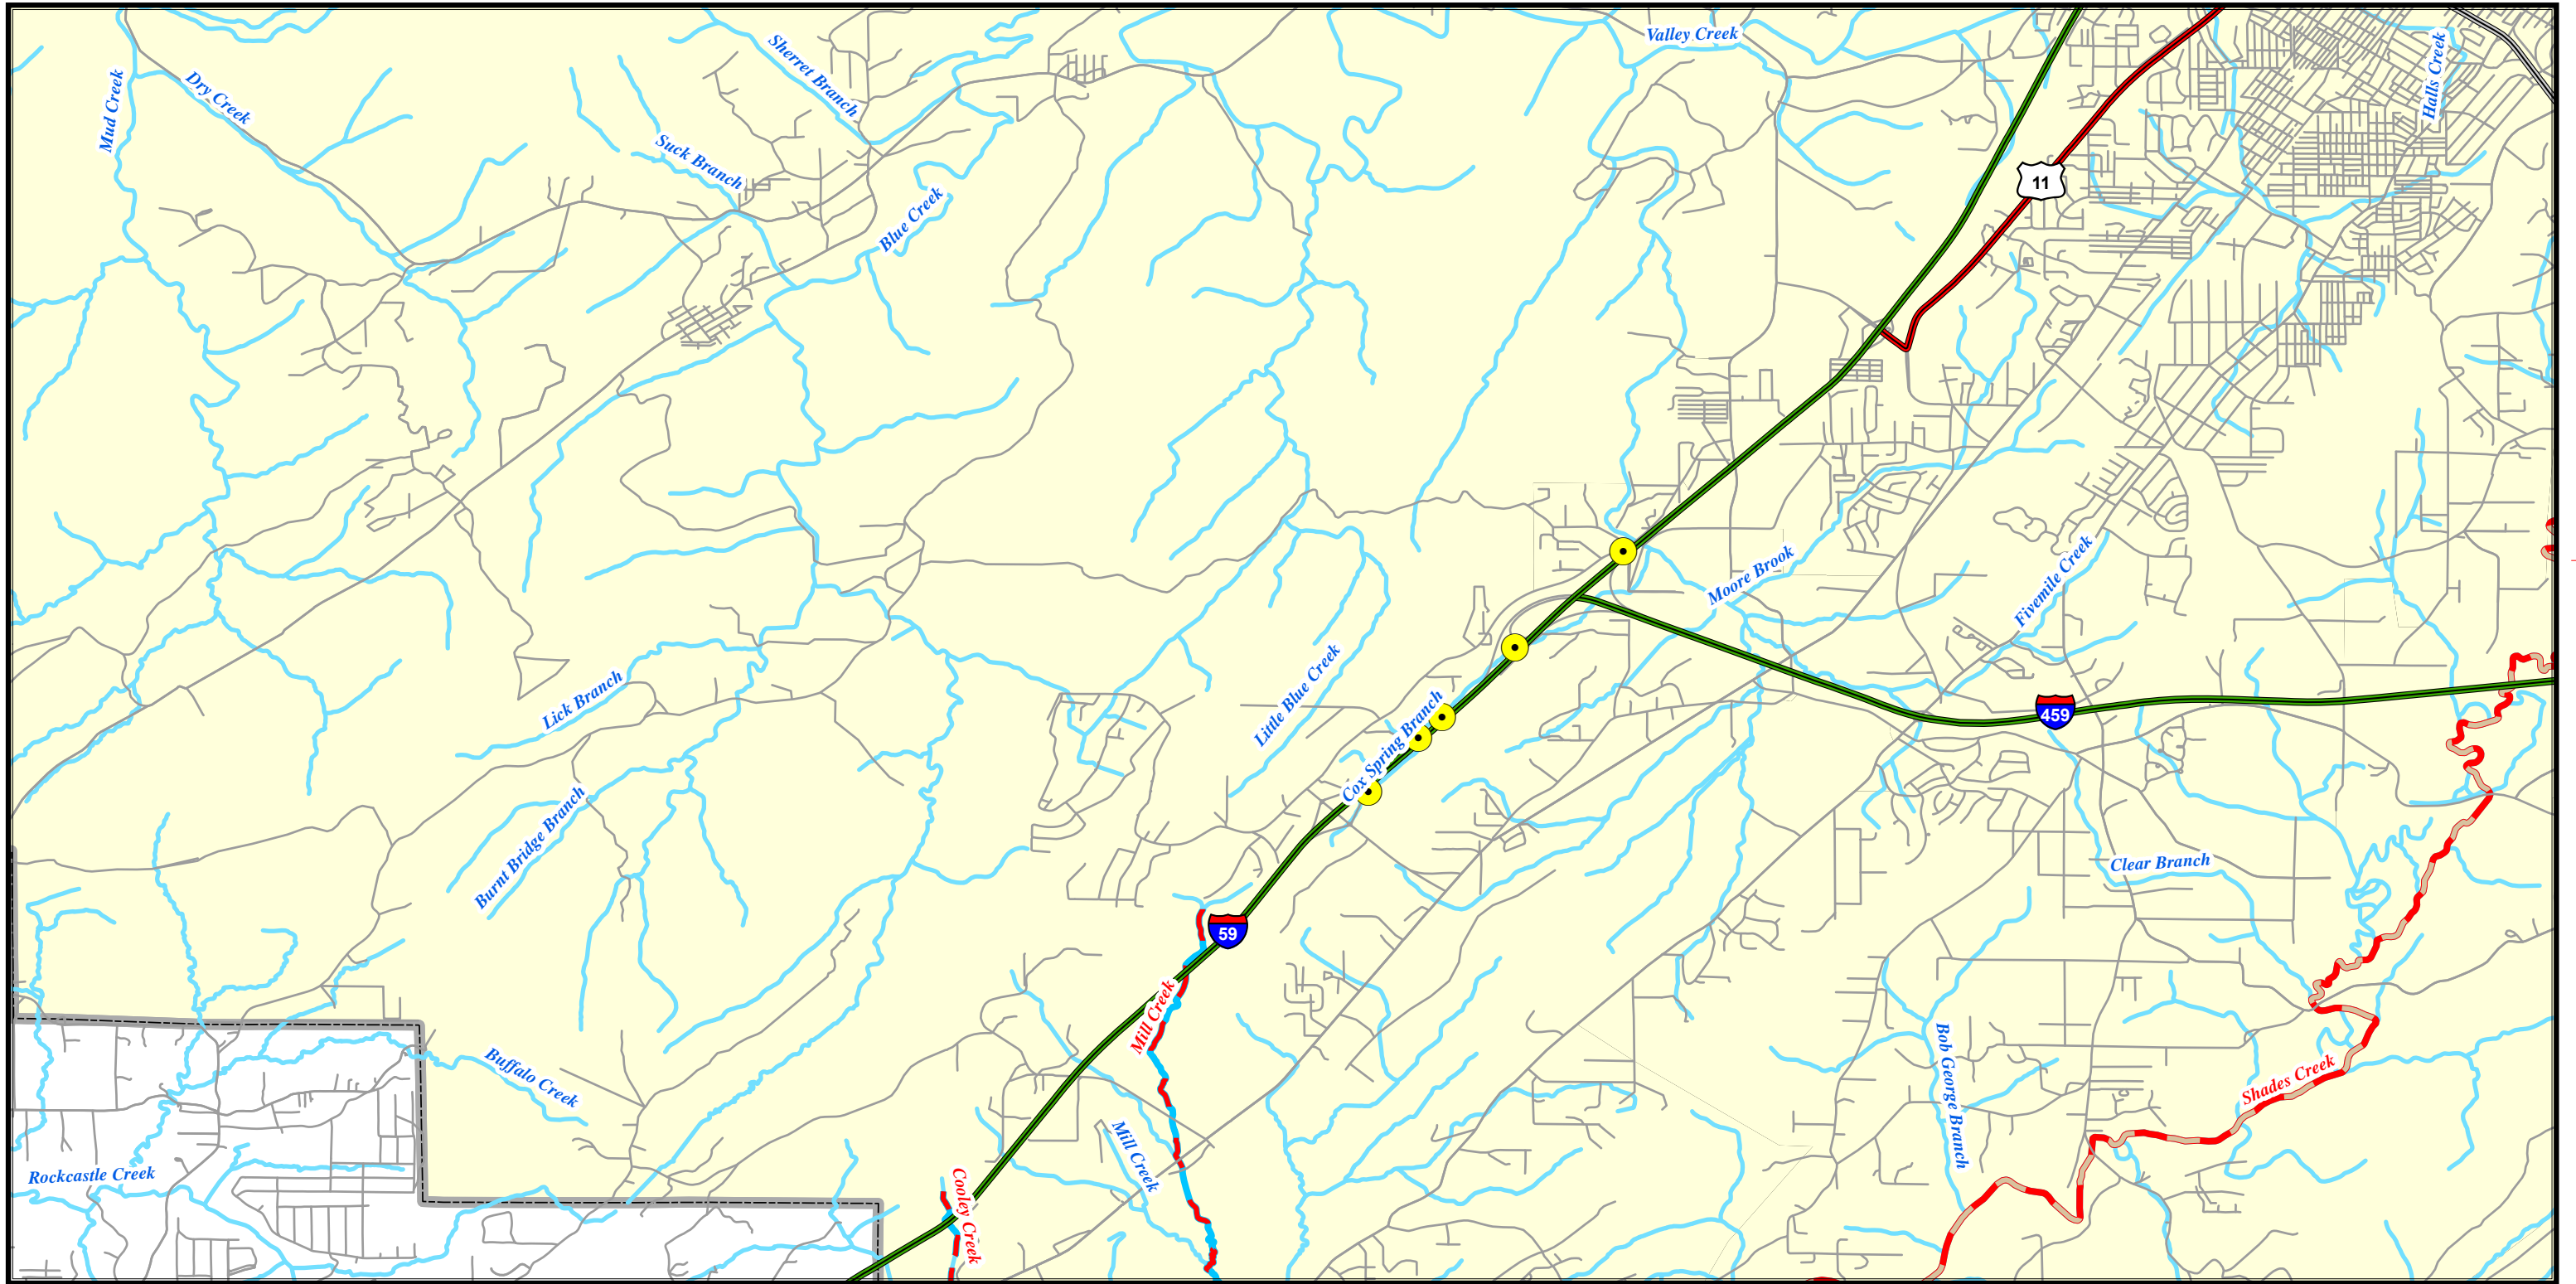 Valley Creek
Halls Creek
Sherret Branch
Mud Creek
Dry Creek
Suck Branch
11
Blue Creek
Moore Brook
Fivemile Creek
Little Blue Creek
Lick Branch
Cox Spring Branch
459
Burnt Bridge Branch
Clear Branch
59
Mill Creek
Buffalo Creek
Bob George Branch
Shades Creek
Mill Creek
Rockcastle Creek
Cooley Creek